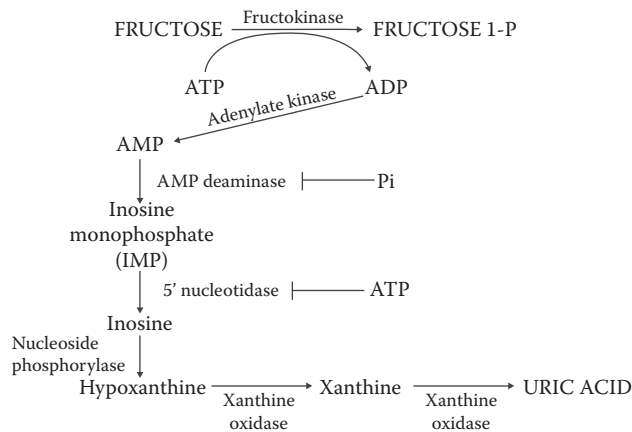 Fructokinase
FRUCTOSE FRUCTOSE 1-P
ATP ADP
Adenylate kinase
AMP
AMP deaminase Pi
Inosine
monophosphate
(IMP)
5' nucleotidase ATP
Inosine
Nucleoside
phosphorylase
Hypoxanthine Xanthine URIC ACID
Xanthine Xanthine
oxidase oxidase